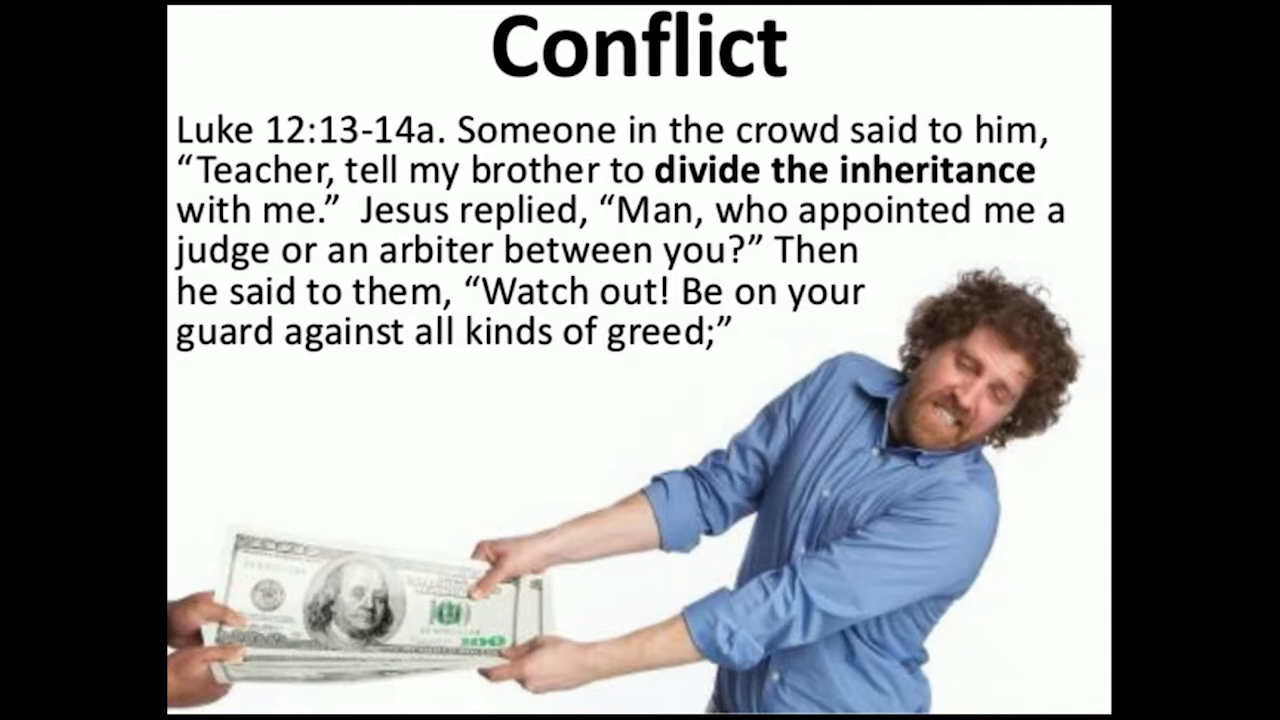 Conflict
Luke 12:13-14a. Someone in the crowd said to him,
“Teacher, tell my brother to divide the inheritance
with me.”  Jesus replied, “Man, who appointed me a
judge or an arbiter between you?” Then
he said to them, “Watch out! Be on your
guard against all kinds of greed;”
100